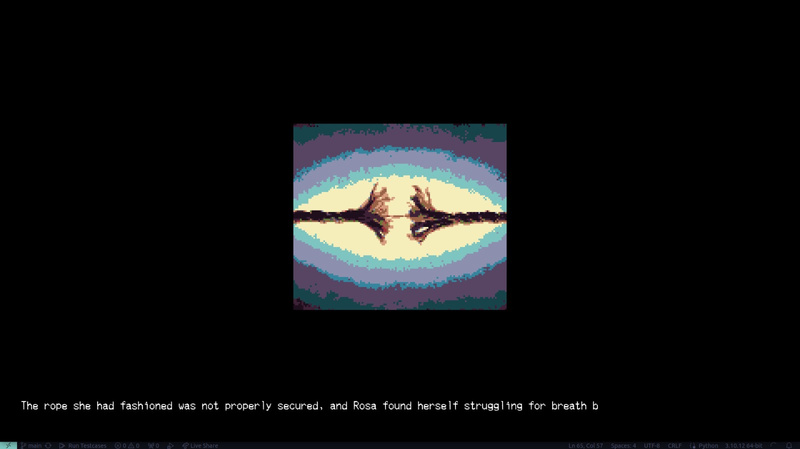 The rope she had fashioned was not properly secured, and Rosa found herself struggling for breath b
main Run Testcases 0 0 0 Live Share Ln 65, Col 57 Spaces: 4 UTF-8 CRLF Python 3.10.12 64-bit